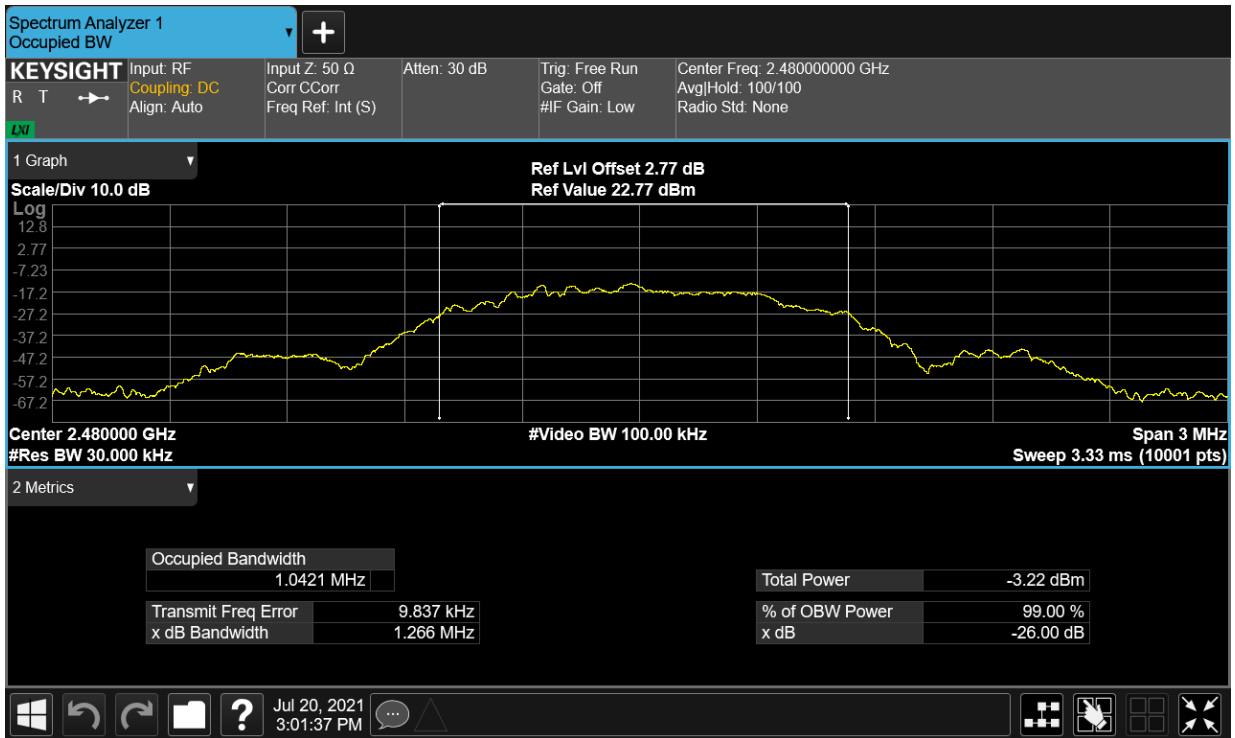 Spectrum Analyzer 1
Occupied BW
KEYSIGHT
R T
LXI
Input: RF
Coupling: DC
Align: Auto
Input Z: 50 Ω
Corr CCorr
Freq Ref: Int (S)
Atten: 30 dB
Trig: Free Run
Gate: Off
#IF Gain: Low
Center Freq: 2.480000000 GHz
Avg|Hold: 100/100
Radio Std: None
1 Graph
Scale/Div 10.0 dB
Ref Lvl Offset 2.77 dB
Ref Value 22.77 dBm
Log
12.8
2.77
-7.23
-17.2
-27.2
-37.2
-47.2
-57.2
-67.2
Center 2.480000 GHz
#Video BW 100.00 kHz
Span 3 MHz
#Res BW 30.000 kHz
Sweep 3.33 ms (10001 pts)
2 Metrics
Occupied Bandwidth
1.0421 MHz
Total Power -3.22 dBm
Transmit Freq Error 9.837 kHz
% of OBW Power 99.00 %
x dB Bandwidth 1.266 MHz
x dB -26.00 dB
?
Jul 20, 2021
3:01:37 PM